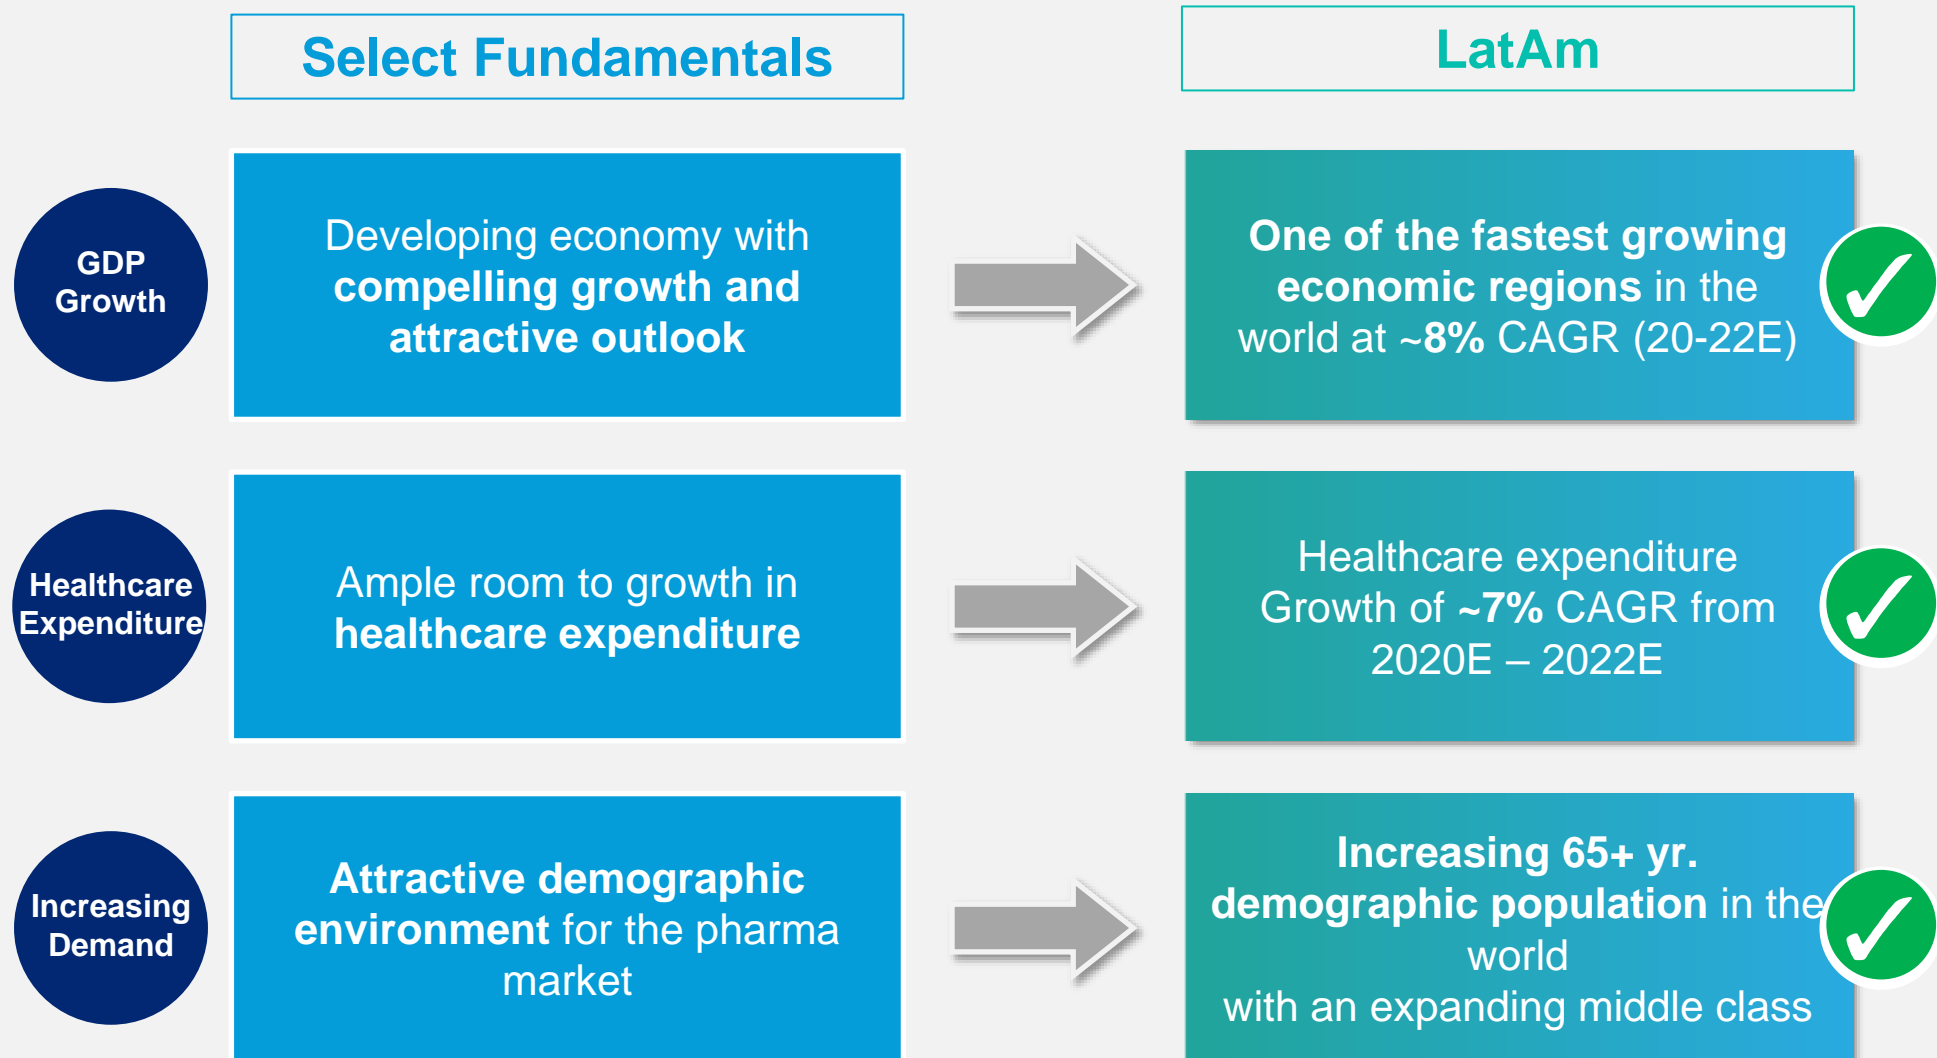 Select Fundamentals
LatAm
GDP
Growth
Developing economy with
compelling growth and
attractive outlook
One of the fastest growing
economic regions in the
world at ~8% CAGR (20-22E)
Healthcare
Expenditure
Ample room to growth in
healthcare expenditure
Healthcare expenditure
Growth of ~7% CAGR from
2020E – 2022E
Increasing
Demand
Attractive demographic
environment for the pharma
market
Increasing 65+ yr.
demographic population in the
world
with an expanding middle class